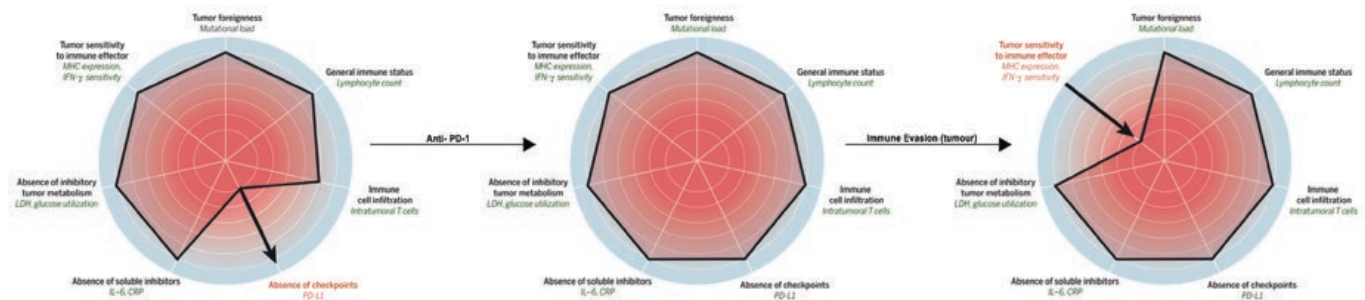 Tumor foreignness
Mutational load
Tumor sensitivity
to immune effector
MHC expression,
IFN-γ sensitivity
General immune status
Lymphocyte count
Absence of inhibitory
tumor metabolism
LDH, glucose utilization
Immune
cell infiltration
Intratumoral T cells
Absence of soluble inhibitors
IL-6, CRP
Absence of checkpoints
PD-L1
Anti- PD-1
Tumor foreignness
Mutational load
Tumor sensitivity
to immune effector
MHC expression,
IFN-γ sensitivity
General immune status
Lymphocyte count
Absence of inhibitory
tumor metabolism
LDH, glucose utilization
Immune
cell infiltration
Intratumoral T cells
Absence of soluble inhibitors
IL-6, CRP
Absence of checkpoints
PD-L1
Immune Evasion (tumour)
Tumor foreignness
Mutational load
Tumor sensitivity
to immune effector
MHC expression,
IFN-γ sensitivity
General immune status
Lymphocyte count
Absence of inhibitory
tumor metabolism
LDH, glucose utilization
Immune
cell infiltration
Intratumoral T cells
Absence of soluble inhibitors
IL-6, CRP
Absence of checkpoints
PD-L1